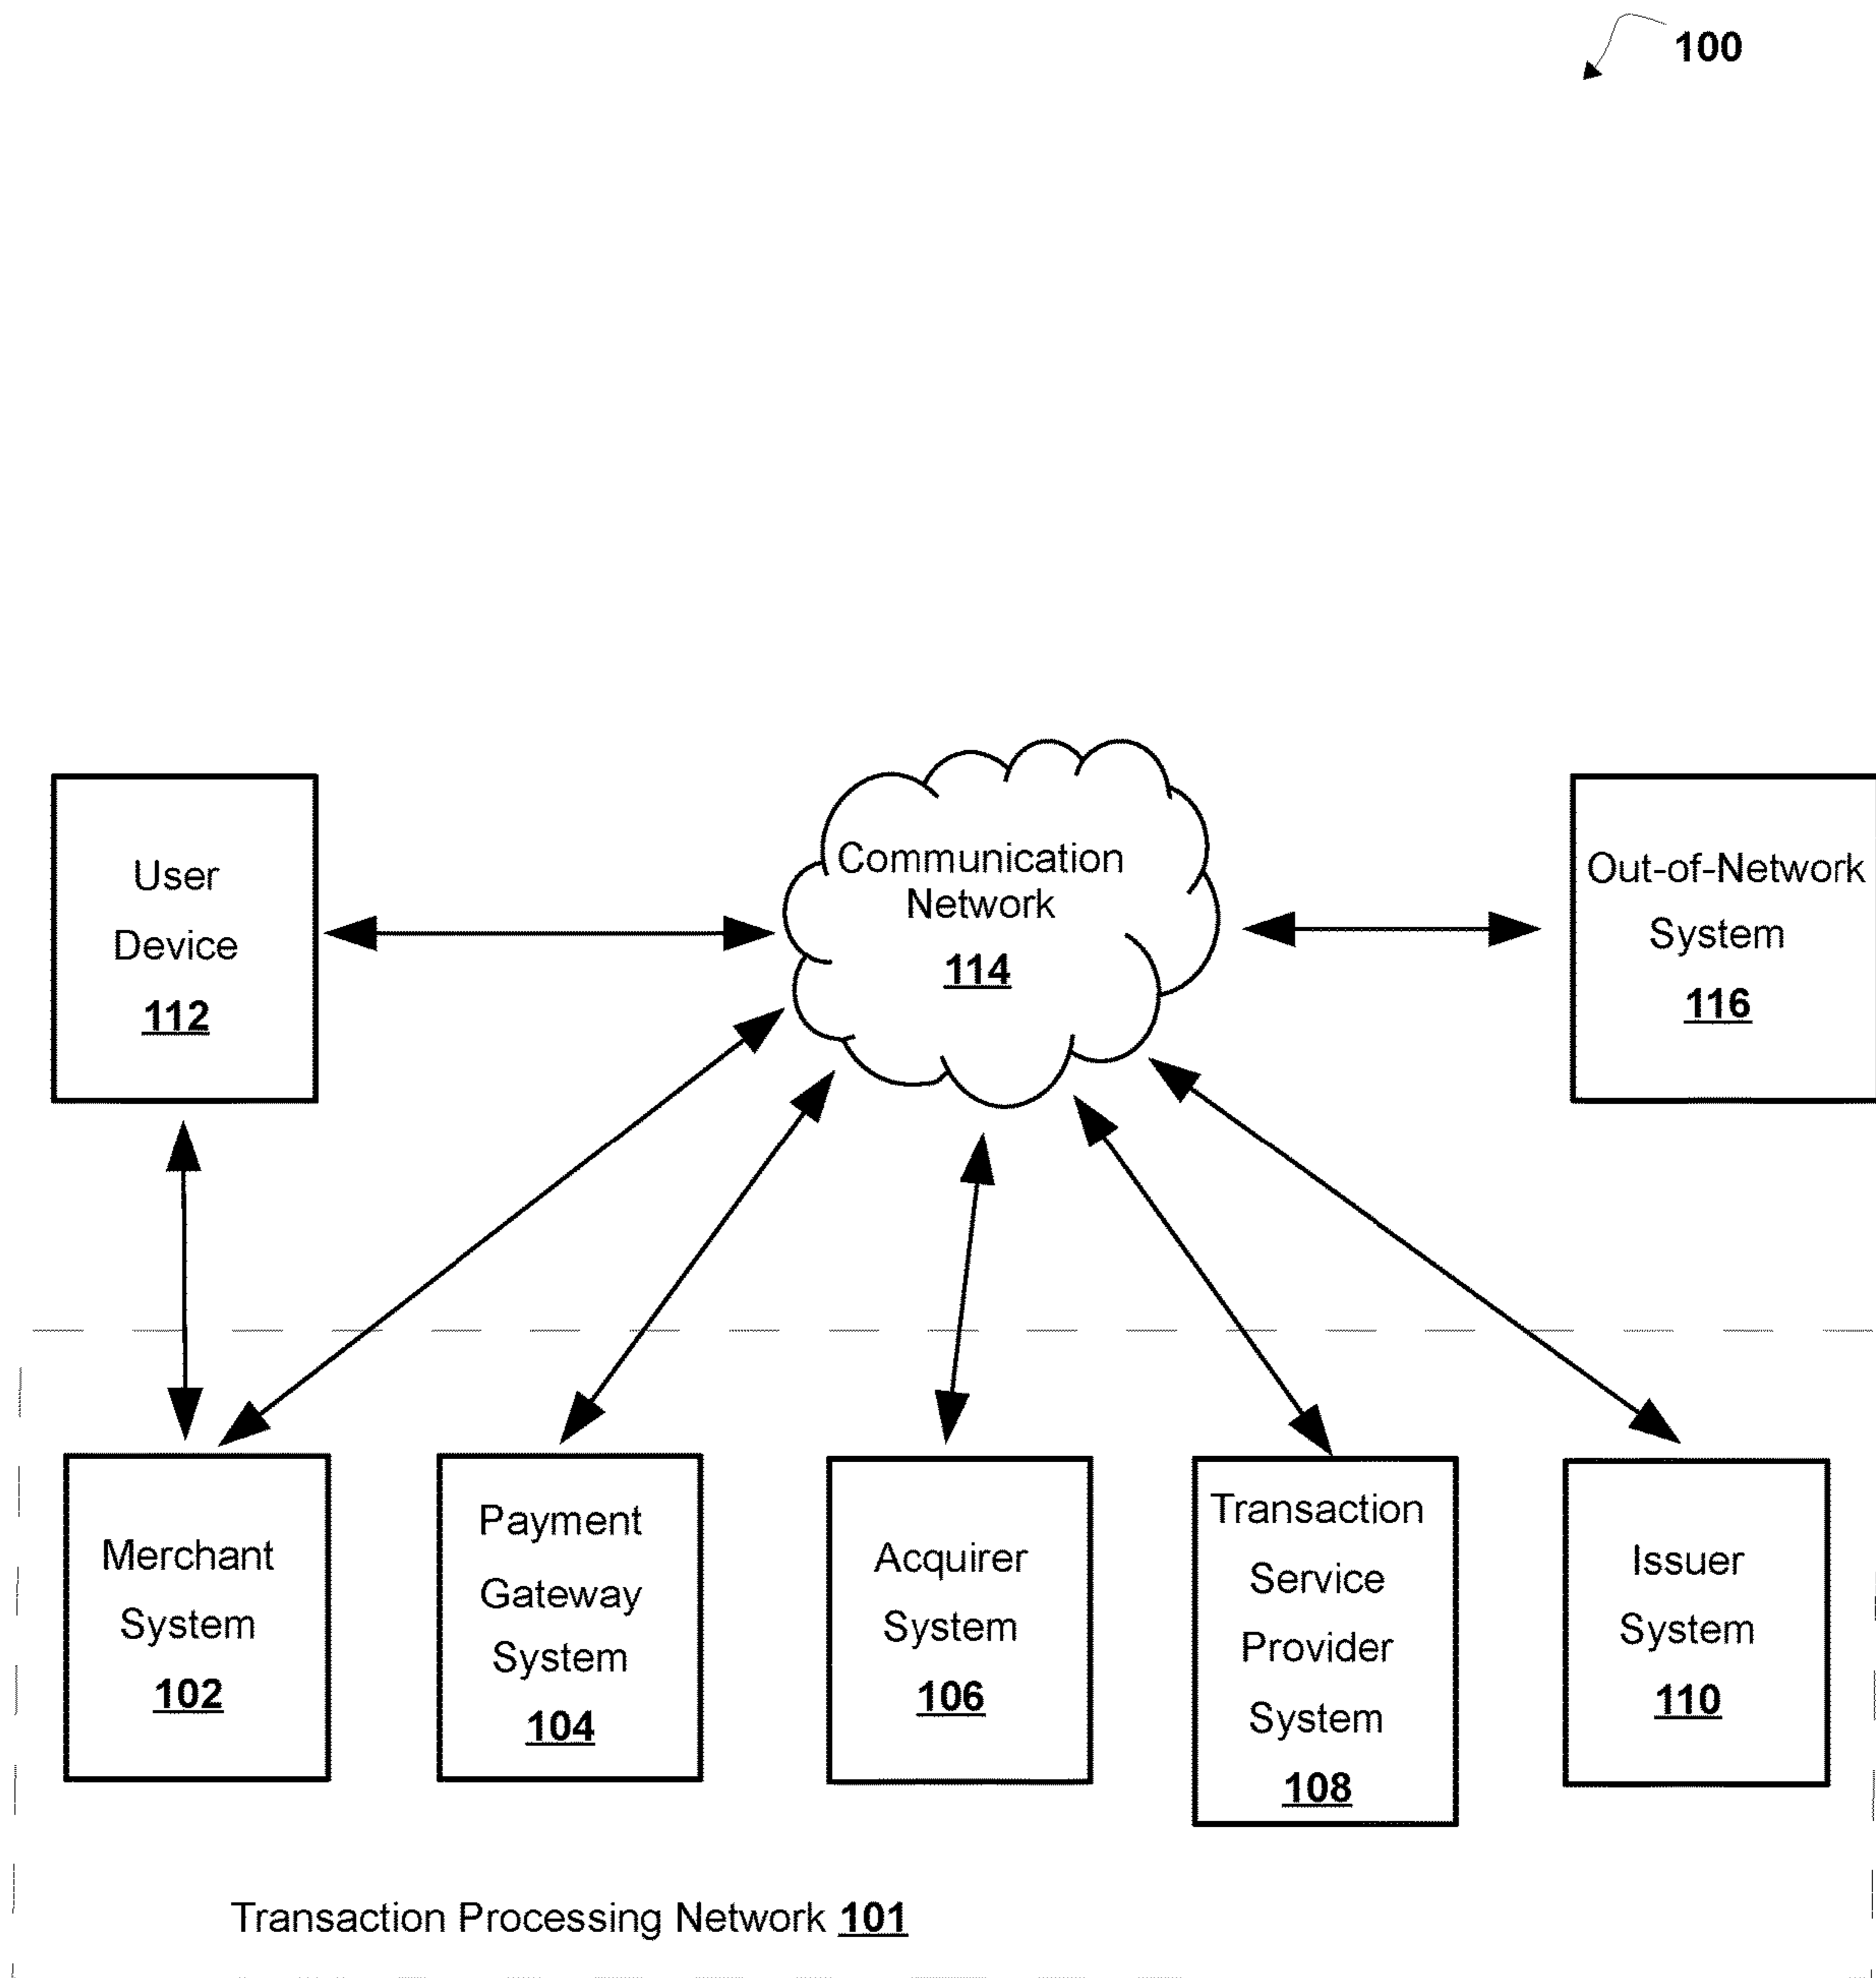 100
User
Device
112
Communication
Network
114
Out-of-Network
System
116
Merchant
System
102
Payment
Gateway
System
104
Acquirer
System
106
Transaction
Service
Provider
System
108
Issuer
System
110
Transaction Processing Network 101